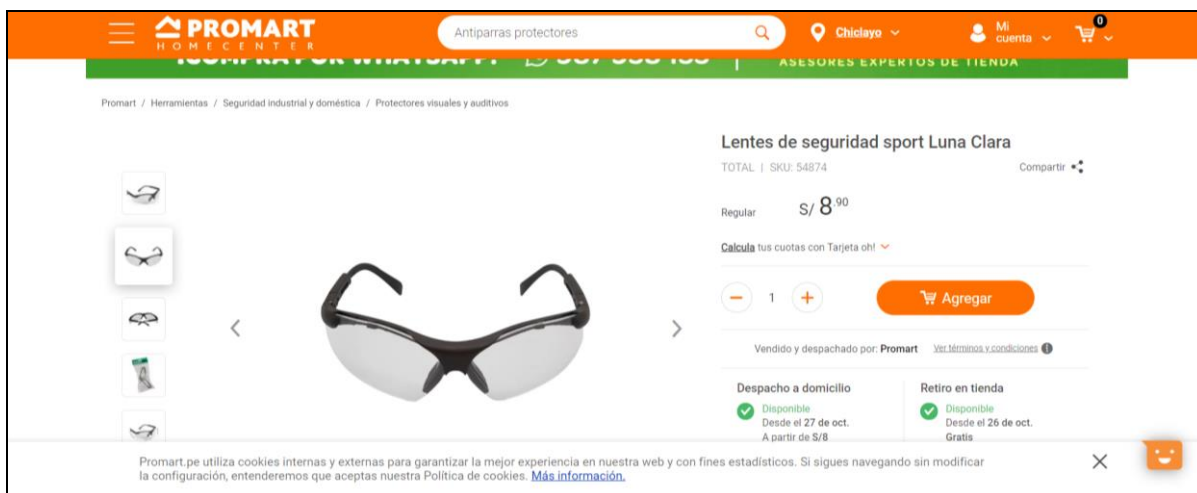 PROMART
HOMECENTER
Antiparras protectores
Chiclayo
Mi
cuenta
0
ASESORES EXPERTOS DE TIENDA
Promart / Herramientas / Seguridad industrial y doméstica / Protectores visuales y auditivos
Lentes de seguridad sport Luna Clara
TOTAL | SKU: 54874
Compartir
Regular S/ 8.90
Calcula tus cuotas con Tarjeta oh!
− 1 +
Agregar
Vendido y despachado por: Promart Ver términos y condiciones
Despacho a domicilio
Disponible
Desde el 27 de oct.
A partir de S/8
Retiro en tienda
Disponible
Desde el 26 de oct.
Gratis
Promart.pe utiliza cookies internas y externas para garantizar la mejor experiencia en nuestra web y con fines estadísticos. Si sigues navegando sin modificar
la configuración, entenderemos que aceptas nuestra Política de cookies. Más información.